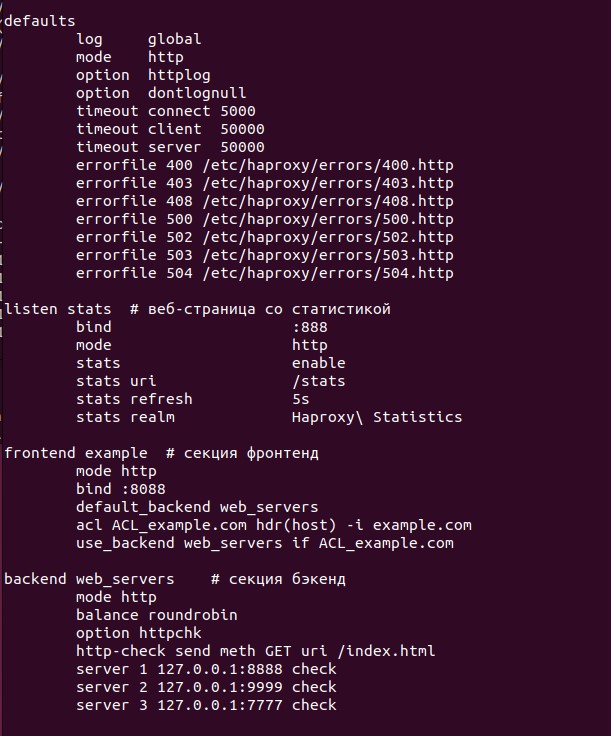 defaults
log global
mode http
option httplog
option dontlognull
timeout connect 5000
timeout client 50000
timeout server 50000
errorfile 400 /etc/haproxy/errors/400.http
errorfile 403 /etc/haproxy/errors/403.http
errorfile 408 /etc/haproxy/errors/408.http
errorfile 500 /etc/haproxy/errors/500.http
errorfile 502 /etc/haproxy/errors/502.http
errorfile 503 /etc/haproxy/errors/503.http
errorfile 504 /etc/haproxy/errors/504.http
listen stats # веб-страница со статистикой
bind :888
mode http
stats enable
stats uri /stats
stats refresh 5s
stats realm Haproxy\ Statistics
frontend example # секция фронтенд
mode http
bind :8088
default_backend web_servers
acl ACL_example.com hdr(host) -i example.com
use_backend web_servers if ACL_example.com
backend web_servers # секция бэкенд
mode http
balance roundrobin
option httpchk
http-check send meth GET uri /index.html
server 1 127.0.0.1:8888 check
server 2 127.0.0.1:9999 check
server 3 127.0.0.1:7777 check